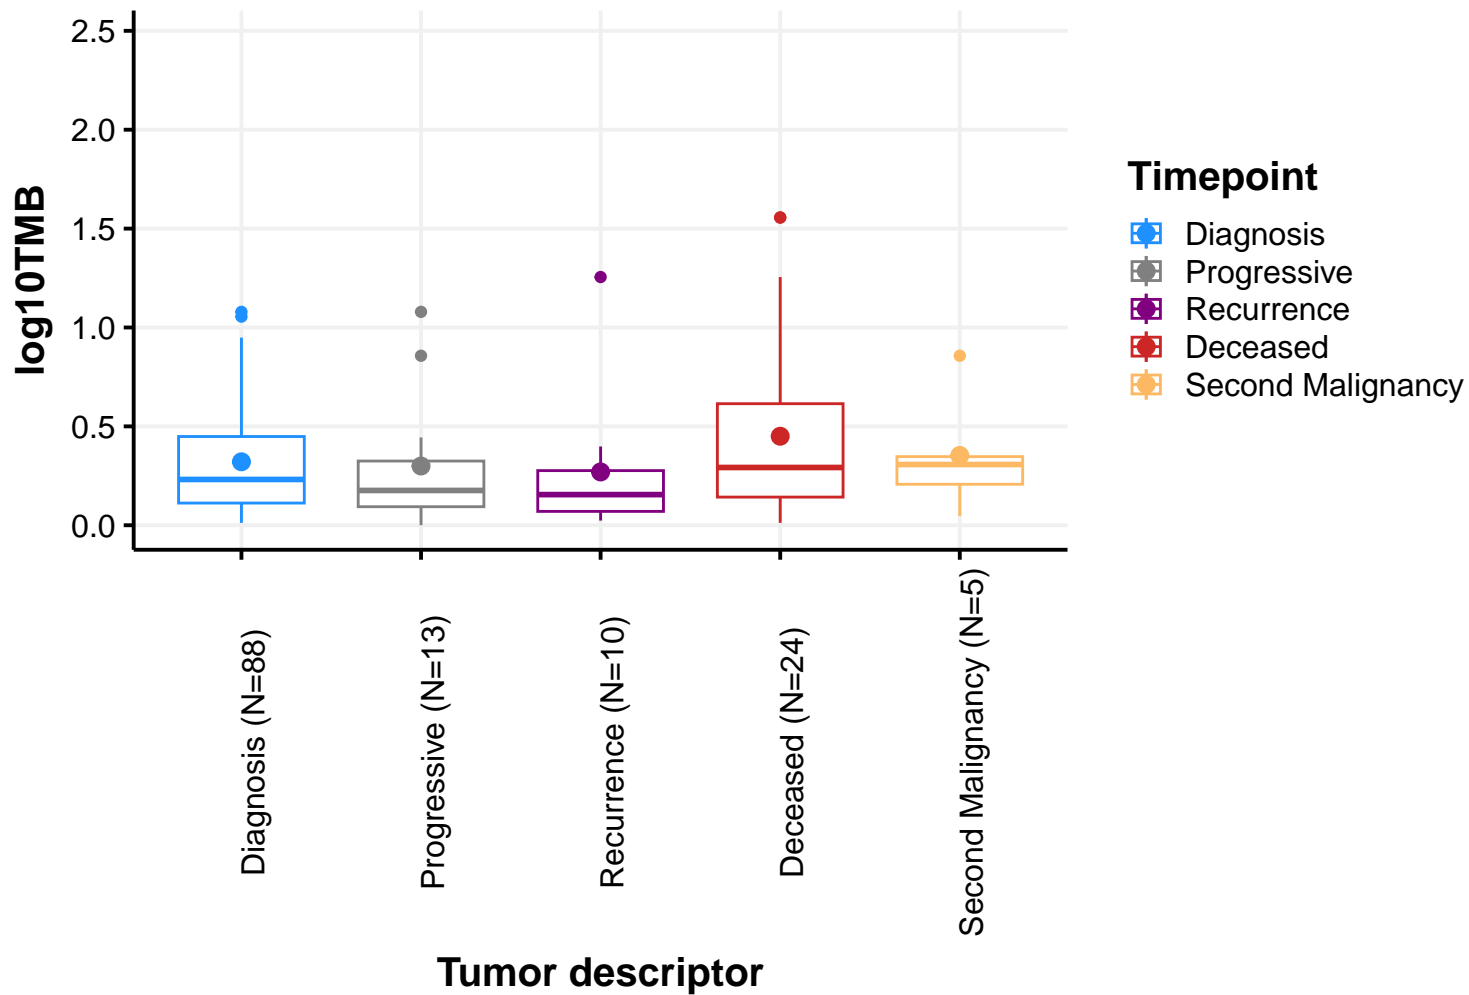 log10TMB
2.5
2.0
1.5
1.0
0.5
0.0
Diagnosis (N=88)
Progressive (N=13)
Recurrence (N=10)
Deceased (N=24)
Second Malignancy (N=5)
Tumor descriptor
Timepoint
Diagnosis
Progressive
Recurrence
Deceased
Second Malignancy